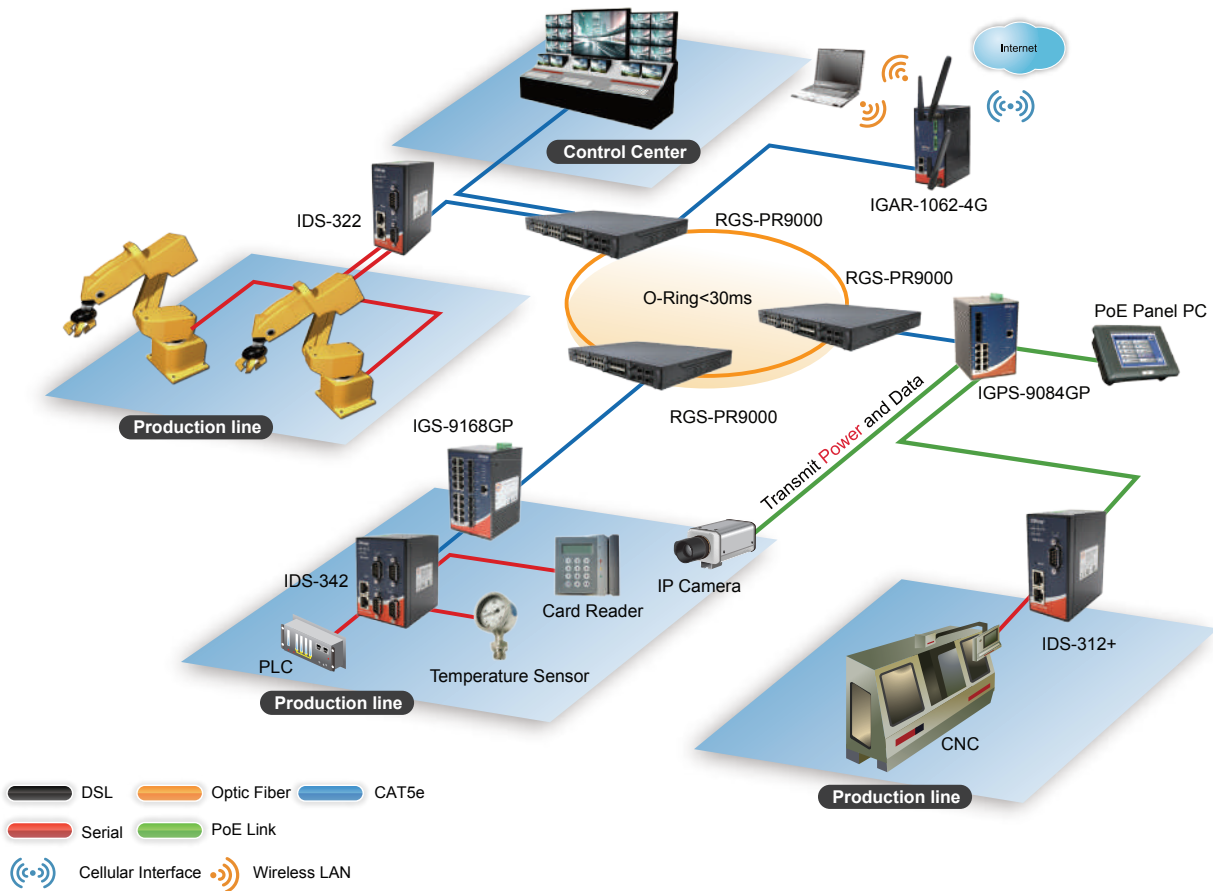 Internet
Control Center
IGAR-1062-4G
IDS-322
RGS-PR9000
RGS-PR9000
O-Ring<30ms
PoE Panel PC
IGPS-9084GP
RGS-PR9000
Production line
IGS-9168GP
Transmit Power and Data
IDS-342
IP Camera
Card Reader
PLC
Temperature Sensor
Production line
IDS-312+
CNC
Production line
DSL
Optic Fiber
CAT5e
Serial
PoE Link
Cellular Interface
Wireless LAN